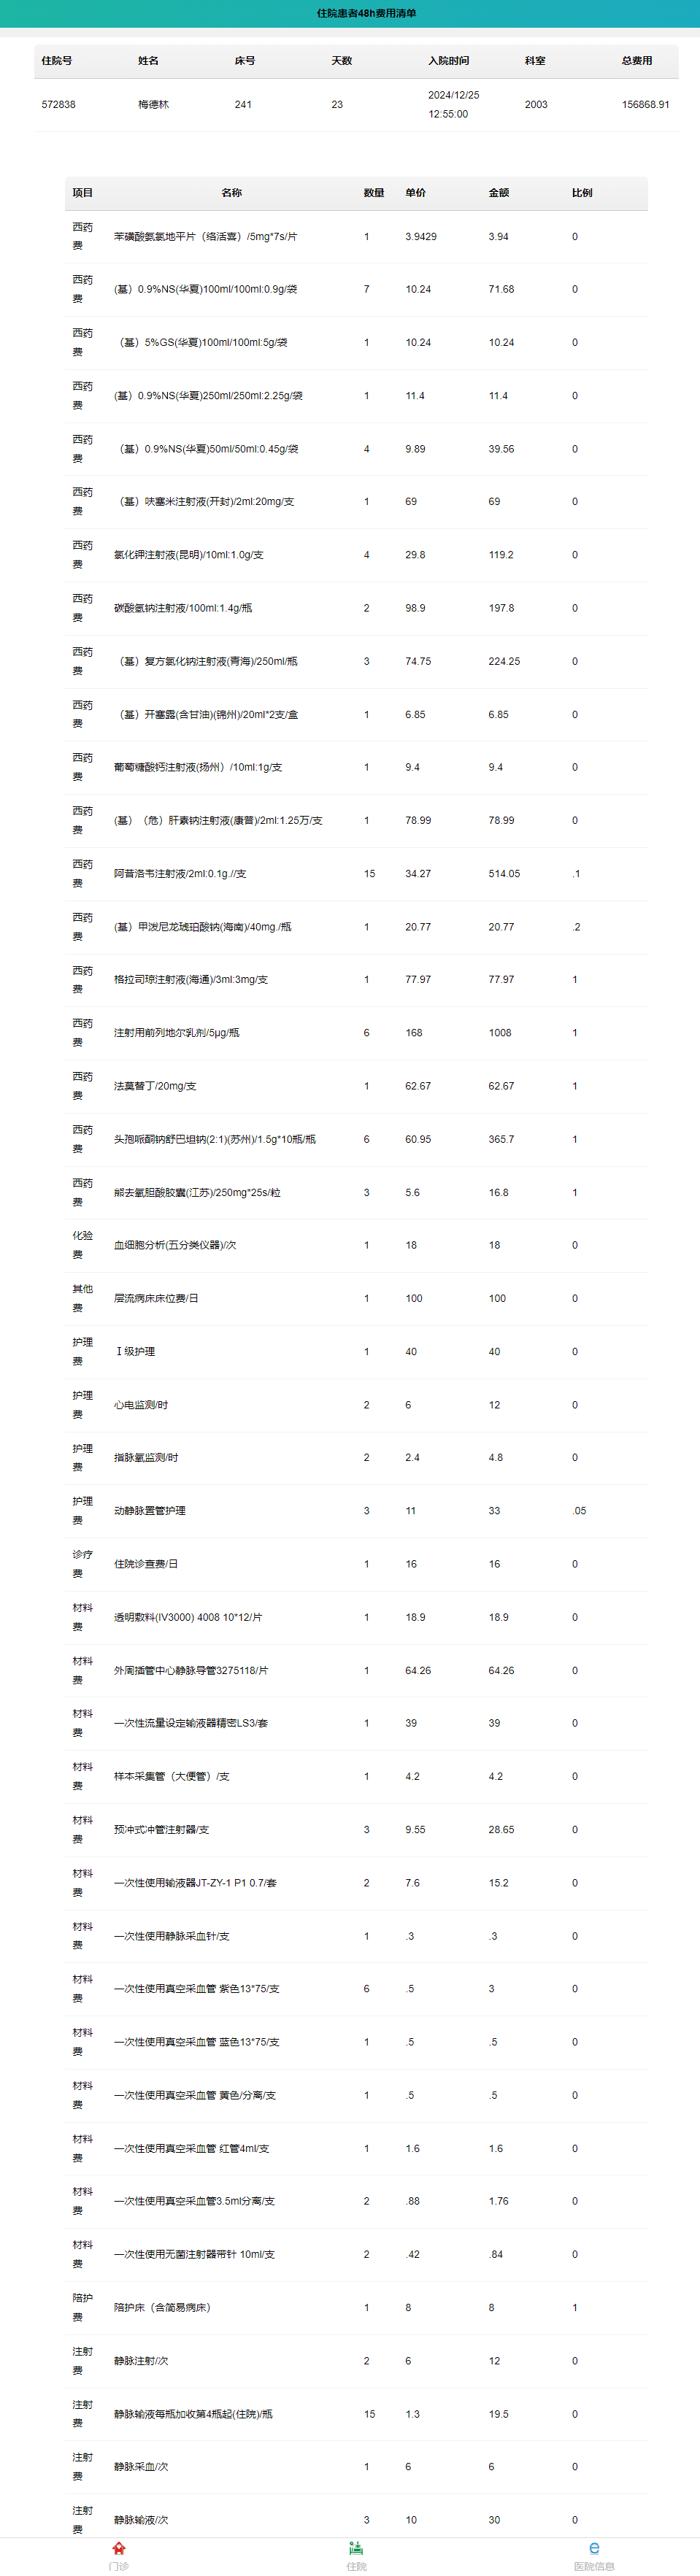 住院患者48h费用清单
住院号 姓名 床号 天数 入院时间 科室 总费用
572838 梅德林 241 23 2024/12/25 12:55:00 2003 156868.91
项目 名称 数量 单价 金额 比例
西药费 苯磺酸氨氯地平片（络活喜）/5mg*7s/片 1 3.9429 3.94 0
西药费 (基）0.9%NS(华夏)100ml/100ml:0.9g/袋 7 10.24 71.68 0
西药费 （基）5%GS(华夏)100ml/100ml:5g/袋 1 10.24 10.24 0
西药费 (基）0.9%NS(华夏)250ml/250ml:2.25g/袋 1 11.4 11.4 0
西药费 （基）0.9%NS(华夏)50ml/50ml:0.45g/袋 4 9.89 39.56 0
西药费 （基）呋塞米注射液(开封)/2ml:20mg/支 1 69 69 0
西药费 氯化钾注射液(昆明)/10ml:1.0g/支 4 29.8 119.2 0
西药费 碳酸氢钠注射液/100ml:1.4g/瓶 2 98.9 197.8 0
西药费 （基）复方氯化钠注射液(青海)/250ml/瓶 3 74.75 224.25 0
西药费 （基）开塞露(含甘油)(锦州)/20ml*2支/盒 1 6.85 6.85 0
西药费 葡萄糖酸钙注射液(扬州）/10ml:1g/支 1 9.4 9.4 0
西药费 (基）（危）肝素钠注射液(康普)/2ml:1.25万/支 1 78.99 78.99 0
西药费 阿昔洛韦注射液/2ml:0.1g.//支 15 34.27 514.05 .1
西药费 (基）甲泼尼龙琥珀酸钠(海南)/40mg./瓶 1 20.77 20.77 .2
西药费 格拉司琼注射液(海通)/3ml:3mg/支 1 77.97 77.97 1
西药费 注射用前列地尔乳剂/5μg/瓶 6 168 1008 1
西药费 法莫替丁/20mg/支 1 62.67 62.67 1
西药费 头孢哌酮钠舒巴坦钠(2:1)(苏州)/1.5g*10瓶/瓶 6 60.95 365.7 1
西药费 熊去氧胆酸胶囊(江苏)/250mg*25s/粒 3 5.6 16.8 1
化验费 血细胞分析(五分类仪器)/次 1 18 18 0
其他费 层流病床床位费/日 1 100 100 0
护理费 Ⅰ级护理 1 40 40 0
护理费 心电监测/时 2 6 12 0
护理费 指脉氧监测/时 2 2.4 4.8 0
护理费 动静脉置管护理 3 11 33 .05
诊疗费 住院诊查费/日 1 16 16 0
材料费 透明敷料(IV3000) 4008 10*12/片 1 18.9 18.9 0
材料费 外周插管中心静脉导管3275118/片 1 64.26 64.26 0
材料费 一次性流量设定输液器精密LS3/套 1 39 39 0
材料费 样本采集管（大便管）/支 1 4.2 4.2 0
材料费 预冲式冲管注射器/支 3 9.55 28.65 0
材料费 一次性使用输液器JT-ZY-1 P1 0.7/套 2 7.6 15.2 0
材料费 一次性使用静脉采血针/支 1 .3 .3 0
材料费 一次性使用真空采血管 紫色13*75/支 6 .5 3 0
材料费 一次性使用真空采血管 蓝色13*75/支 1 .5 .5 0
材料费 一次性使用真空采血管 黄色/分离/支 1 .5 .5 0
材料费 一次性使用真空采血管 红管4ml/支 1 1.6 1.6 0
材料费 一次性使用真空采血管3.5ml分离/支 2 .88 1.76 0
材料费 一次性使用无菌注射器带针 10ml/支 2 .42 .84 0
陪护费 陪护床（含简易病床） 1 8 8 1
注射费 静脉注射/次 2 6 12 0
注射费 静脉输液每瓶加收第4瓶起(住院)/瓶 15 1.3 19.5 0
注射费 静脉采血/次 1 6 6 0
注射费 静脉输液/次 3 10 30 0
门诊 住院 医院信息